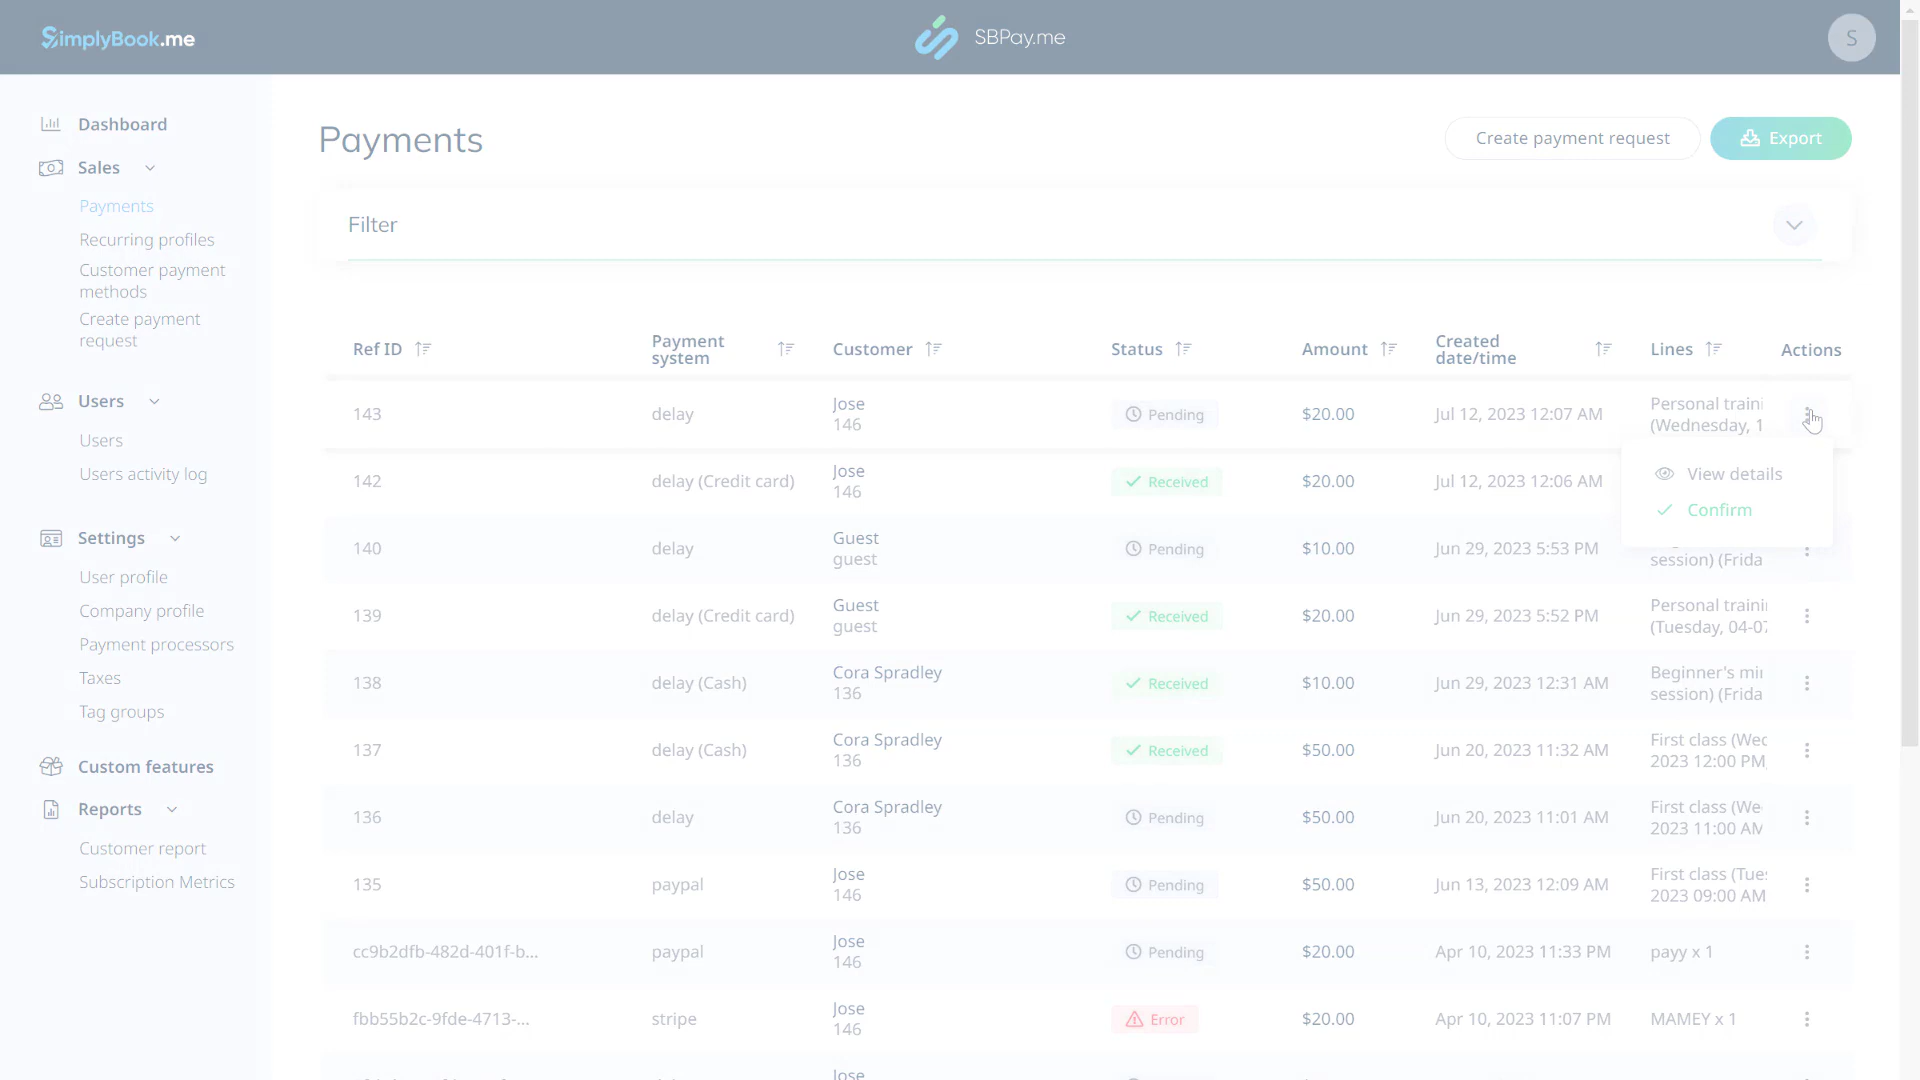 SimplyBook.me
SBPay.me
S
Dashboard
Sales
Payments
Recurring profiles
Customer payment
methods
Create payment
request
Users
Users
Users activity log
Settings
User profile
Company profile
Payment processors
Taxes
Tag groups
Custom features
Reports
Customer report
Subscription Metrics
Payments
Create payment request
Export
Filter
Ref ID Payment system Customer Status Amount Created date/time Lines Actions
143 delay Jose Pending $20.00 Jul 12, 2023 12:07 AM Personal traini
146 (Wednesday, 1
View details
Confirm
142 delay (Credit card) Jose Received $20.00 Jul 12, 2023 12:06 AM
146
140 delay Guest Pending $10.00 Jun 29, 2023 5:53 PM
guest session) (Frida
139 delay (Credit card) Guest Received $20.00 Jun 29, 2023 5:52 PM Personal traini
guest (Tuesday, 04-07
138 delay (Cash) Cora Spradley Received $10.00 Jun 29, 2023 12:31 AM Beginner's min
136 session) (Frida
137 delay (Cash) Cora Spradley Received $50.00 Jun 20, 2023 11:32 AM First class (Wed
136 2023 12:00 PM
136 delay Cora Spradley Pending $50.00 Jun 20, 2023 11:01 AM First class (We
136 2023 11:00 AM
135 paypal Jose Pending $50.00 Jun 13, 2023 12:09 AM First class (Tues
146 2023 09:00 AM
cc9b2dfb-482d-401f-b... paypal Jose Pending $20.00 Apr 10, 2023 11:33 PM payy x 1
146
fbb55b2c-9fde-4713-... stripe Jose Error $20.00 Apr 10, 2023 11:07 PM MAMEY x 1
146
Jose